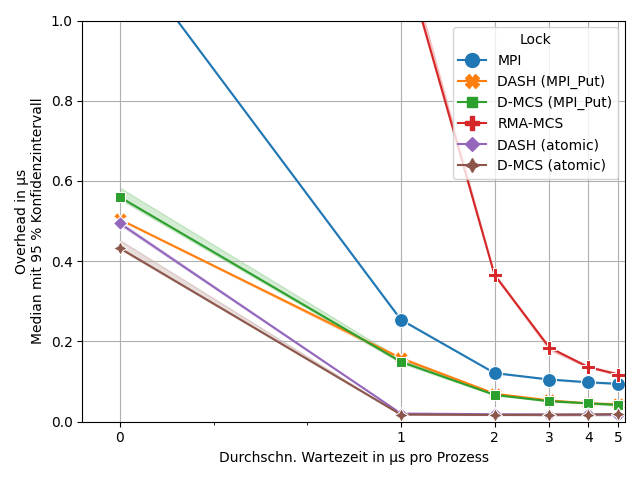 1.0
0.8
0.6
0.4
0.2
0.0
Overhead in µs
Median mit 95 % Konfidenzintervall
Lock
MPI
DASH (MPI_Put)
D-MCS (MPI_Put)
RMA-MCS
DASH (atomic)
D-MCS (atomic)
0 1 2 3 4 5
Durchschn. Wartezeit in µs pro Prozess